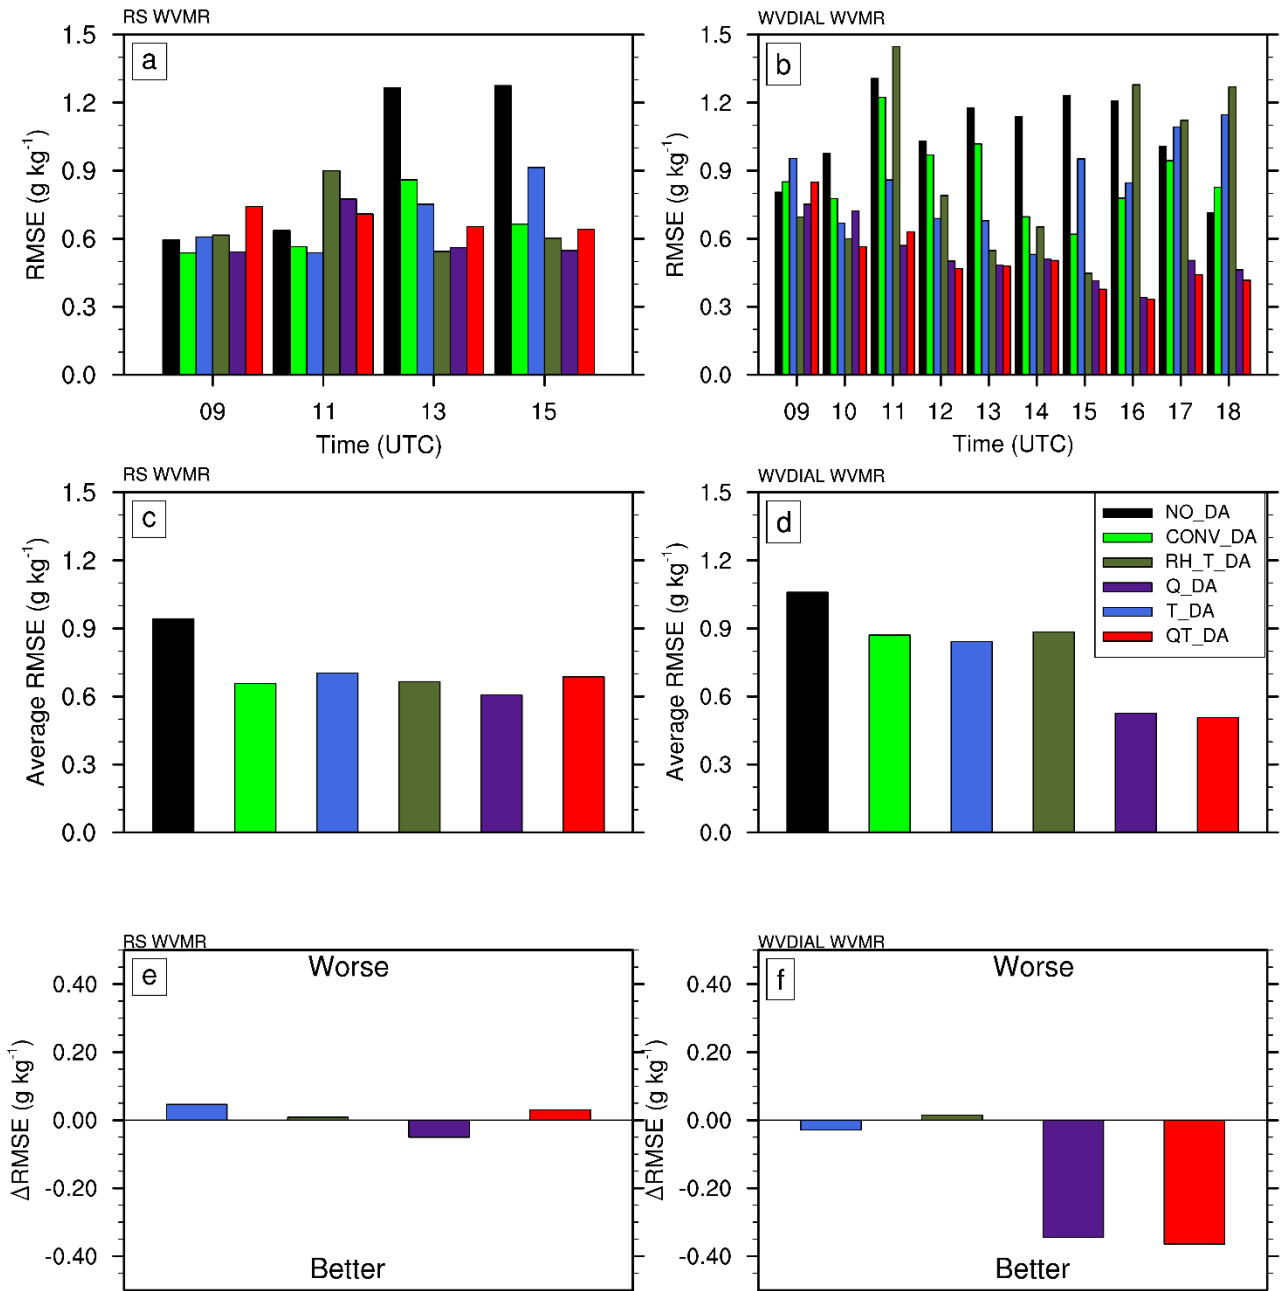 RS WVMR
a
1.5
1.2
0.9
0.6
0.3
0.0
RMSE (g kg⁻¹)
09 11 13 15
Time (UTC)
WVDIAL WVMR
b
1.5
1.2
0.9
0.6
0.3
0.0
RMSE (g kg⁻¹)
09 10 11 12 13 14 15 16 17 18
Time (UTC)
RS WVMR
c
1.5
1.2
0.9
0.6
0.3
0.0
Average RMSE (g kg⁻¹)
WVDIAL WVMR
d
1.5
1.2
0.9
0.6
0.3
0.0
Average RMSE (g kg⁻¹)
NO_DA
CONV_DA
RH_T_DA
Q_DA
T_DA
QT_DA
RS WVMR
e
Worse
0.40
0.20
0.00
-0.20
-0.40
ΔRMSE (g kg⁻¹)
Better
WVDIAL WVMR
f
Worse
0.40
0.20
0.00
-0.20
-0.40
ΔRMSE (g kg⁻¹)
Better